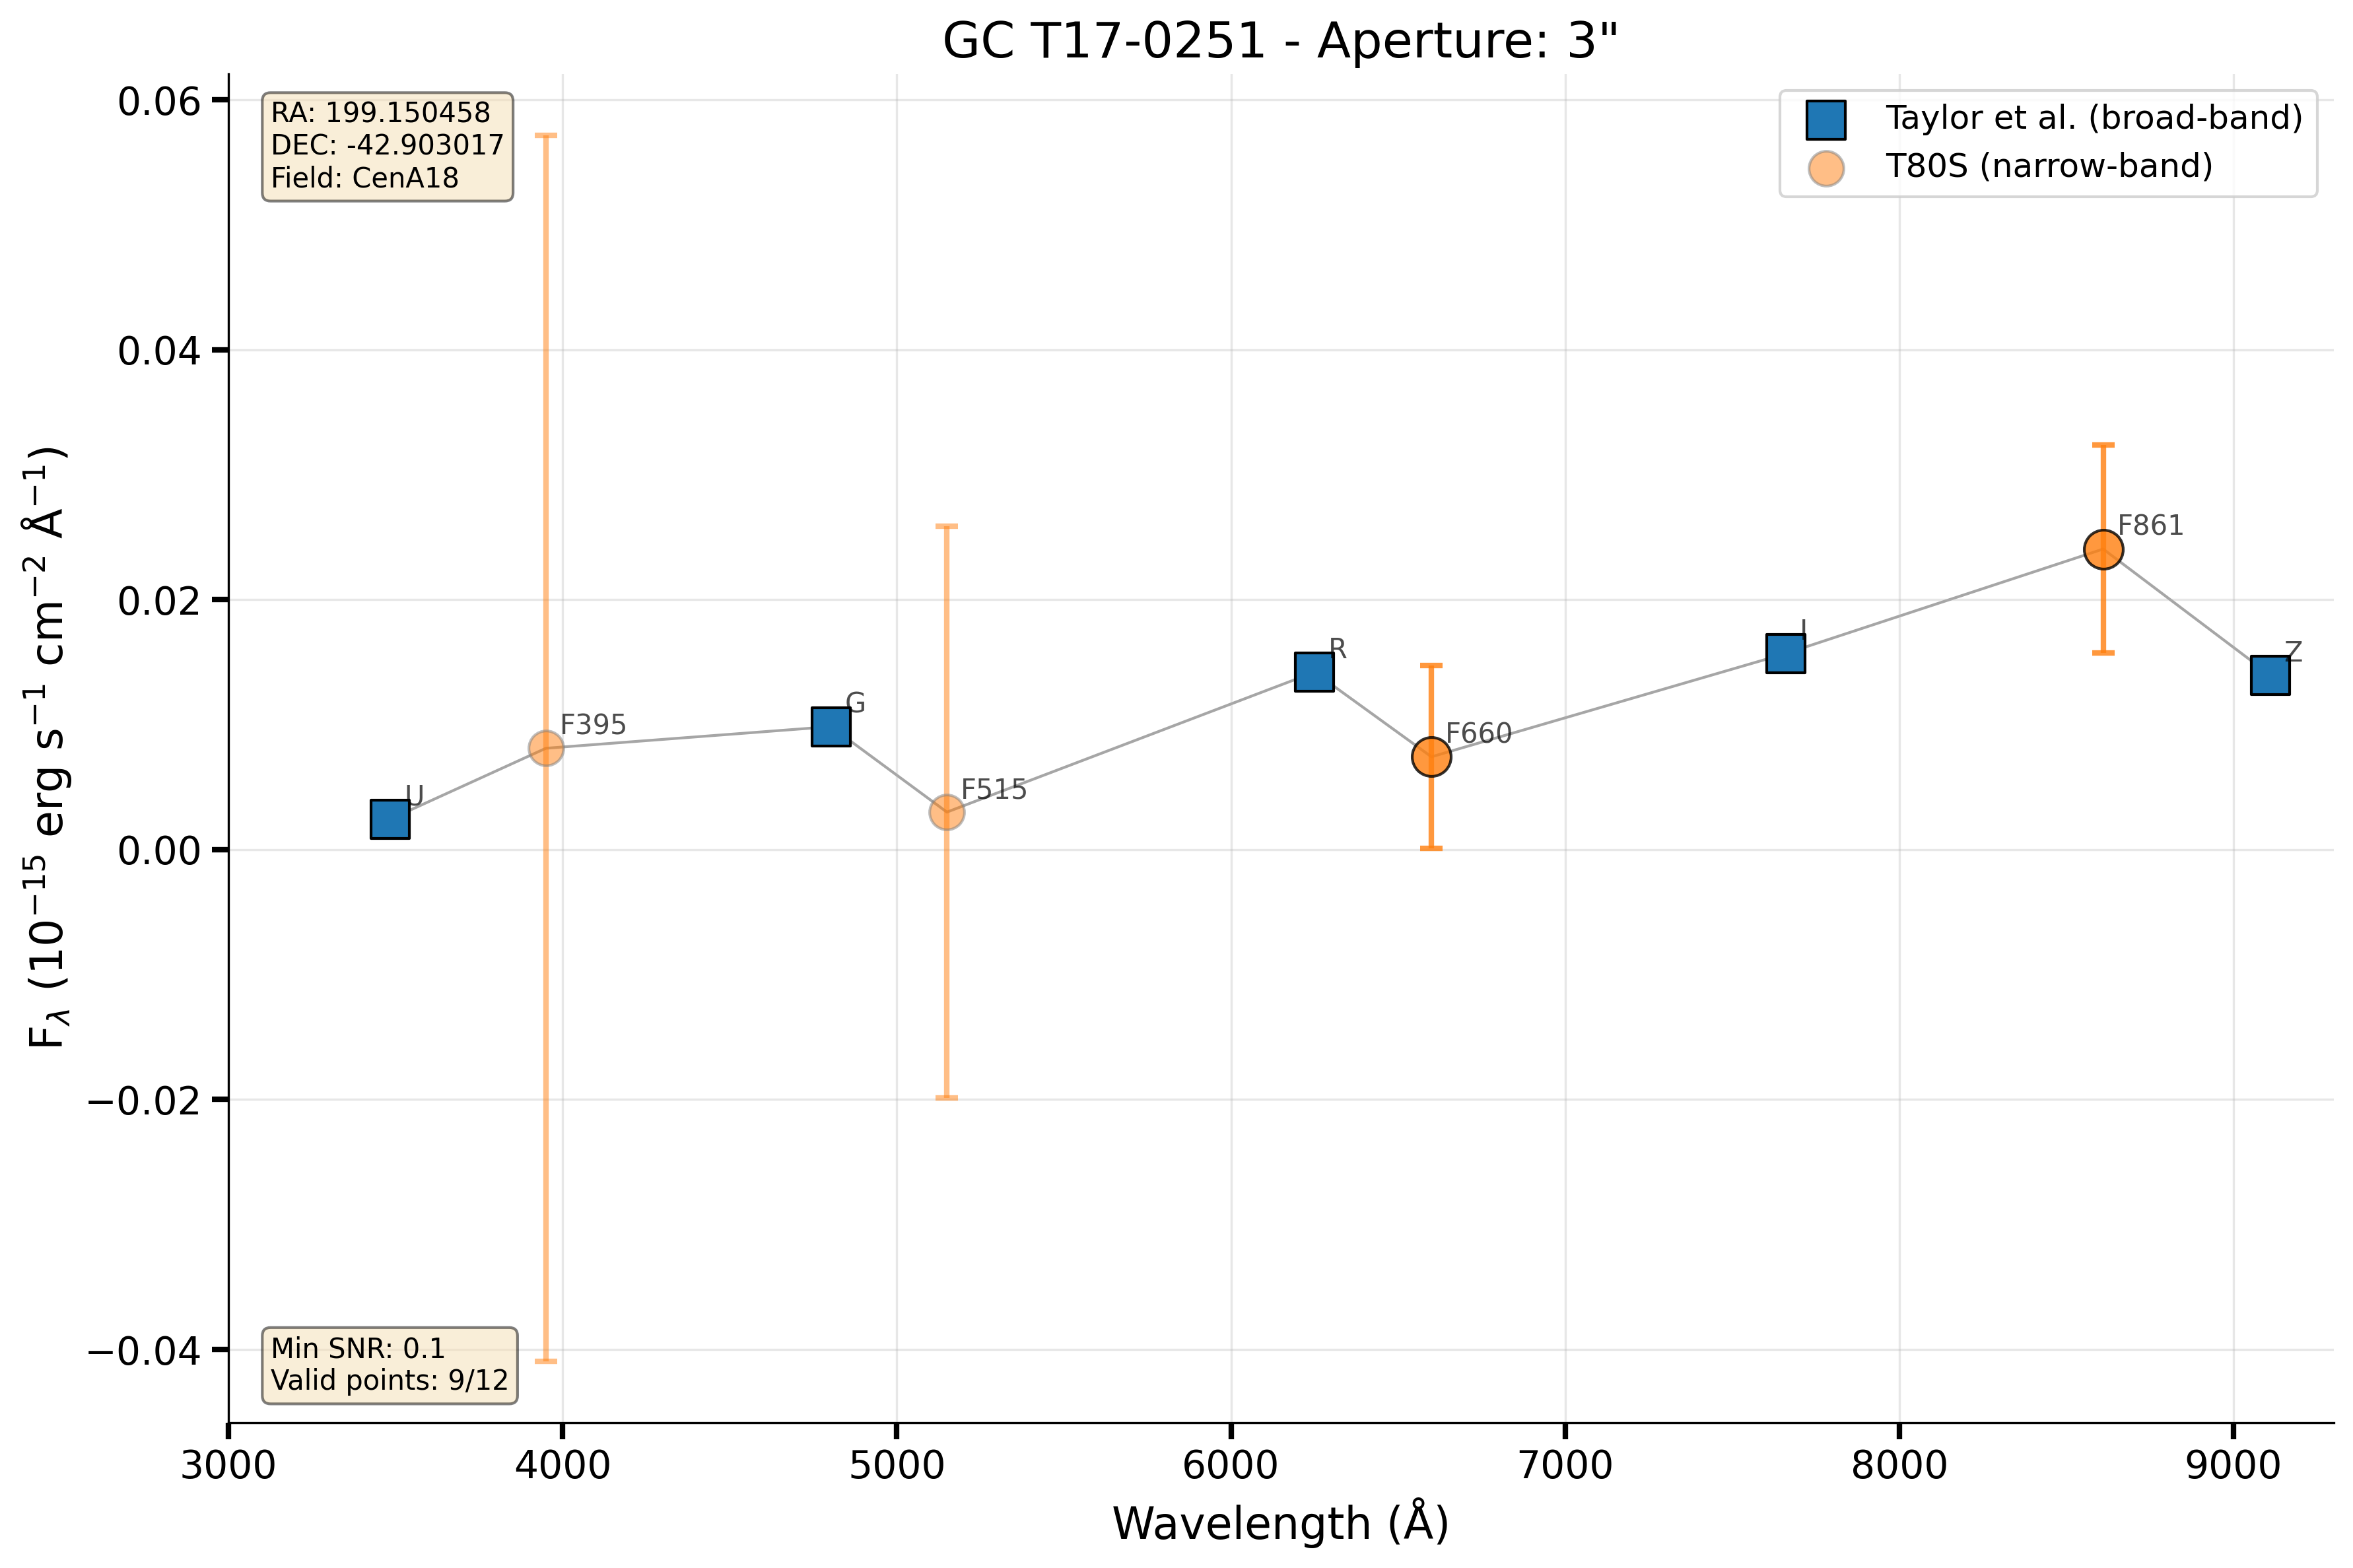 GC T17-0251 - Aperture: 3"
RA: 199.150458
DEC: -42.903017
Field: CenA18
Taylor et al. (broad-band)
T80S (narrow-band)
0.06
0.04
0.02
0.00
−0.02
−0.04
F_λ (10⁻¹⁵ erg s⁻¹ cm⁻² Å⁻¹)
U
F395
G
F515
R
F660
I
F861
Z
Min SNR: 0.1
Valid points: 9/12
3000 4000 5000 6000 7000 8000 9000
Wavelength (Å)